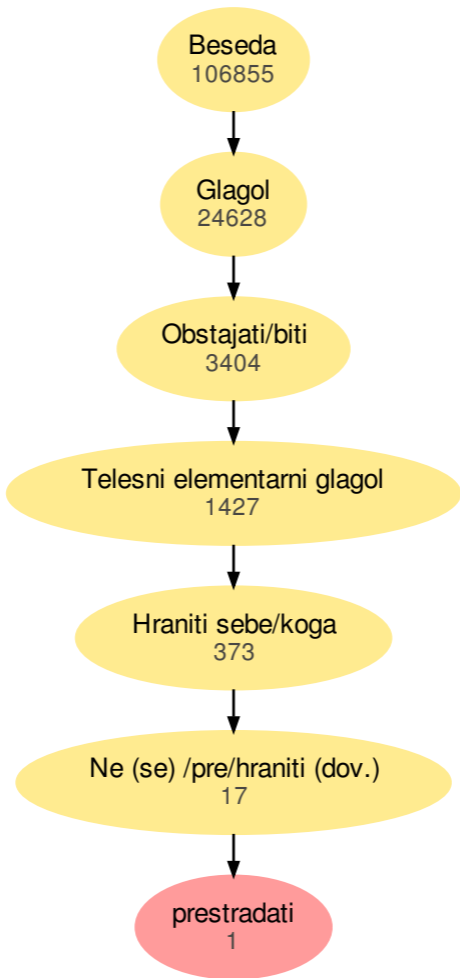 Beseda
106855
Glagol
24628
Obstajati/biti
3404
Telesni elementarni glagol
1427
Hraniti sebe/koga
373
Ne (se) /pre/hraniti (dov.)
17
prestradati
1